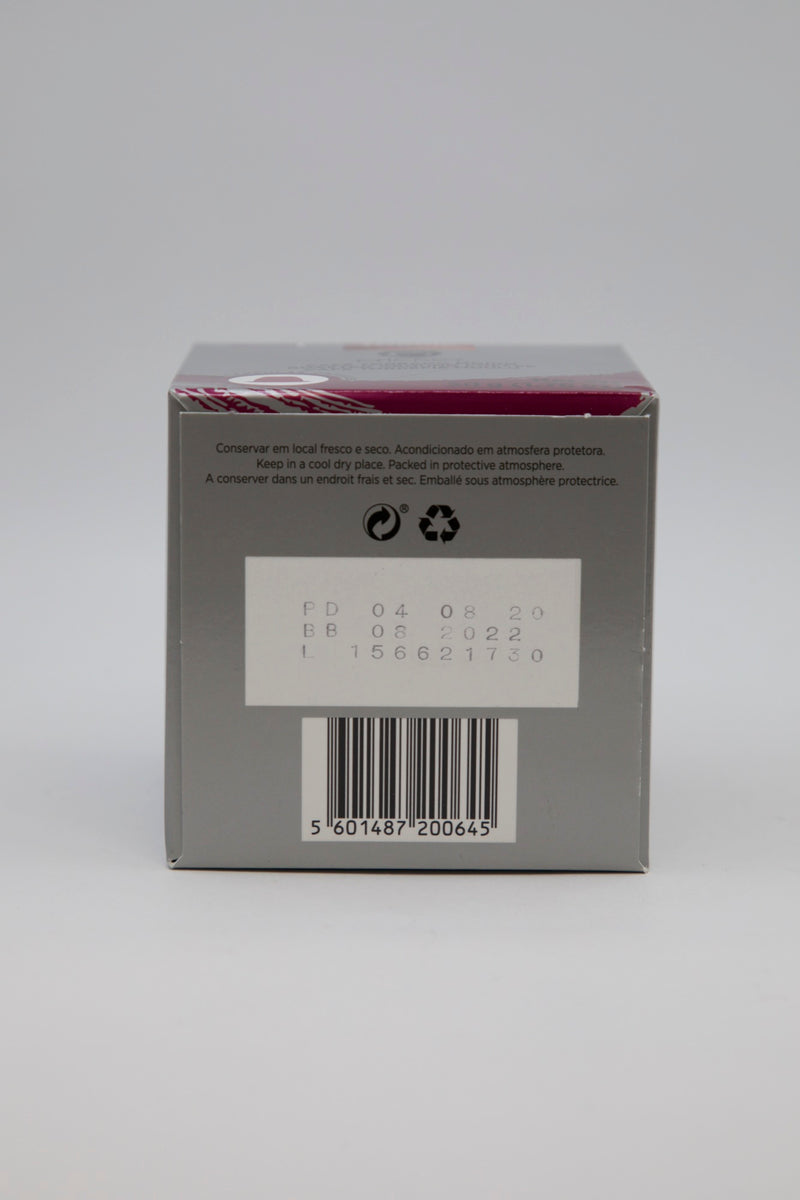 Conservar em local fresco e seco. Acondicionado em atmosfera protetora.
Keep in a cool dry place. Packed in protective atmosphere.
A conserver dans un endroit frais et sec. Emballé sous atmosphère protectrice.
®
PD 04 08 20
BB 08 2022
L 156621730
5 601487 200645